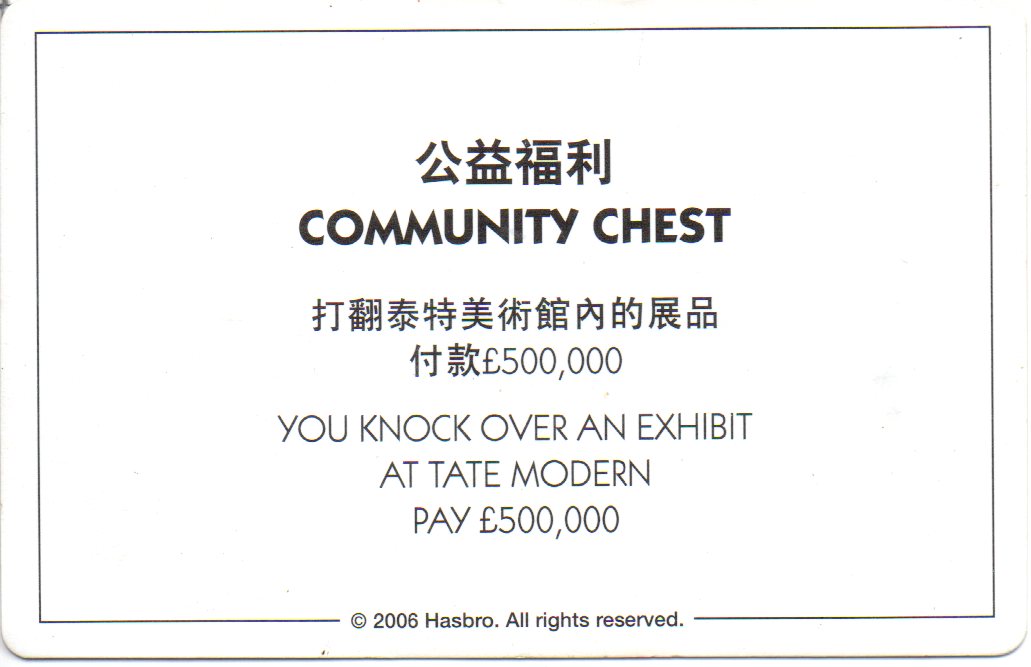 公益福利
COMMUNITY CHEST
打翻泰特美術館內的展品
付款£500,000
YOU KNOCK OVER AN EXHIBIT
AT TATE MODERN
PAY £500,000
© 2006 Hasbro. All rights reserved.